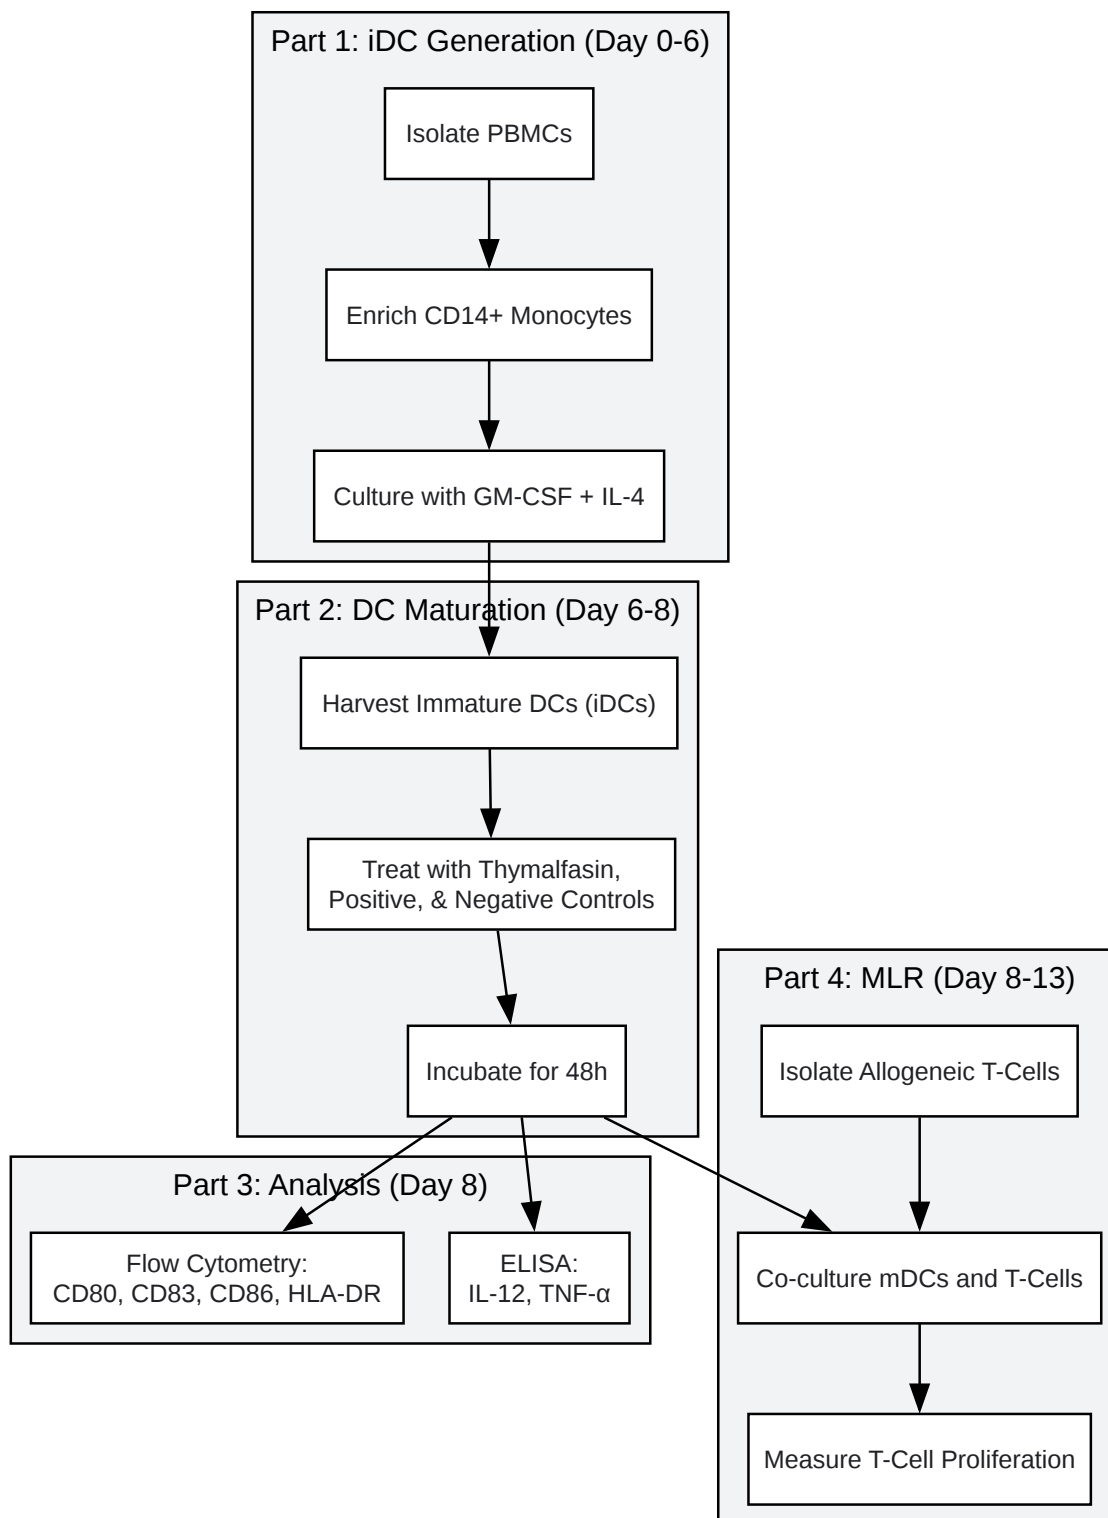 Part 1: iDC Generation (Day 0-6)
Isolate PBMCs
Enrich CD14+ Monocytes
Culture with GM-CSF + IL-4
Part 2: DC Maturation (Day 6-8)
Harvest Immature DCs (iDCs)
Treat with Thymalfasin,
Positive, & Negative Controls
Incubate for 48h
Part 3: Analysis (Day 8)
Flow Cytometry:
CD80, CD83, CD86, HLA-DR
ELISA:
IL-12, TNF-α
Part 4: MLR (Day 8-13)
Isolate Allogeneic T-Cells
Co-culture mDCs and T-Cells
Measure T-Cell Proliferation